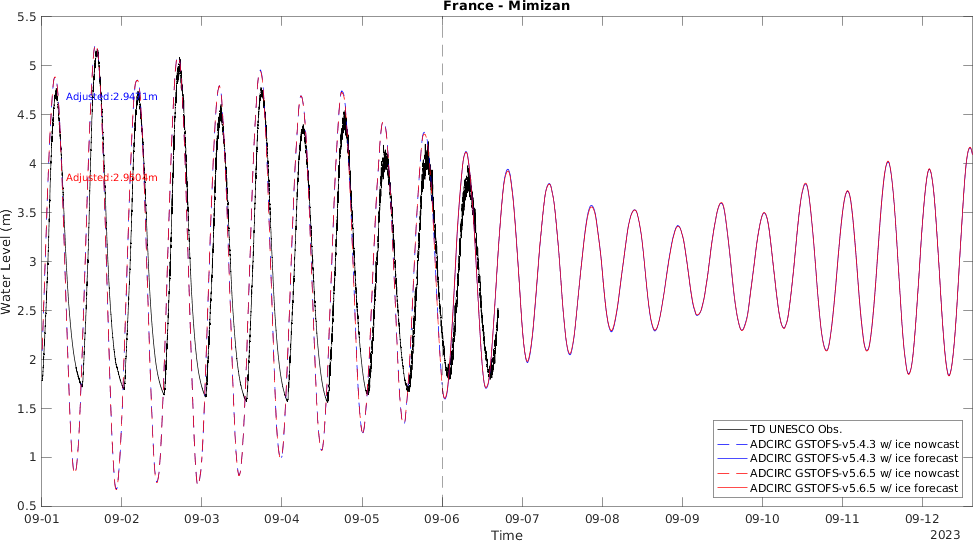 France - Mimizan
5.5
5
4.5
4
3.5
3
2.5
2
1.5
1
0.5
Water Level (m)
Adjusted:2.9411m
Adjusted:2.9504m
TD UNESCO Obs.
ADCIRC GSTOFS-v5.4.3 w/ ice nowcast
ADCIRC GSTOFS-v5.4.3 w/ ice forecast
ADCIRC GSTOFS-v5.6.5 w/ ice nowcast
ADCIRC GSTOFS-v5.6.5 w/ ice forecast
09-01 09-02 09-03 09-04 09-05 09-06 09-07 09-08 09-09 09-10 09-11 09-12
Time
2023